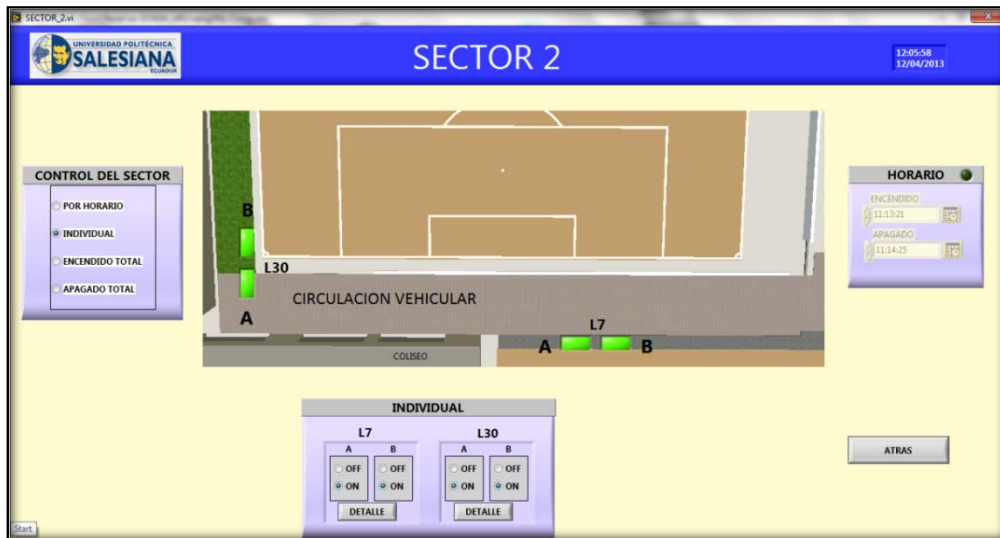 SECTOR_2.vi
UNIVERSIDAD POLITÉCNICA
SALESIANA
ECUADOR
SECTOR 2
12:05:58
12/04/2013
CONTROL DEL SECTOR
POR HORARIO
INDIVIDUAL
ENCENDIDO TOTAL
APAGADO TOTAL
B
L30
A
CIRCULACION VEHICULAR
L7
A B
COLISEO
HORARIO
ENCENDIDO
11:13:21
APAGADO
11:14:25
INDIVIDUAL
L7 L30
A B A B
OFF OFF OFF OFF
ON ON ON ON
DETALLE DETALLE
ATRAS
Start